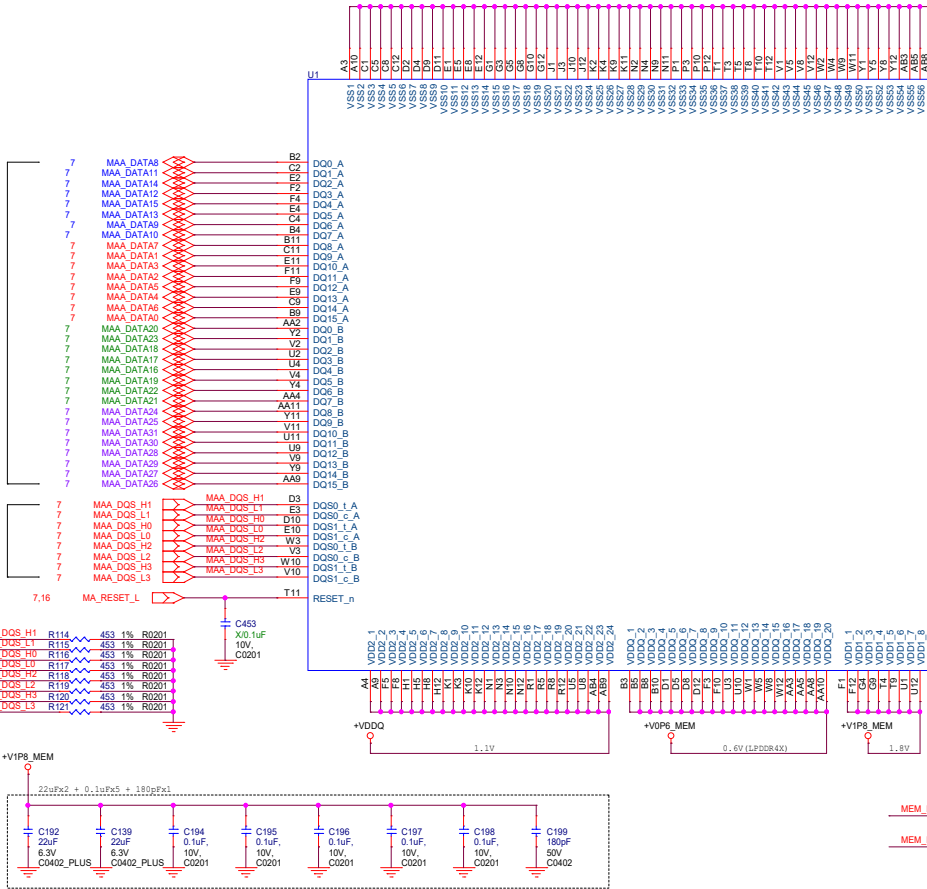 A3 A10 C1 C5 C8 C12 D2 D4 D9 D11 E1 E5 E8 E12 G1 G3 G5 G8 G10 G12 J1 J3 J10 J12 K2 K4 K9 K11 N2 N4 N9 N11 P1 P3 P10 P12 T1 T3 T5 T8 T10 T12 V1 V5 V8 V12 W2 W4 W9 W11 Y1 Y5 Y8 Y12 AB3 AB5 AB8
U1
VSS1 VSS2 VSS3 VSS4 VSS5 VSS6 VSS7 VSS8 VSS9 VSS10 VSS11 VSS12 VSS13 VSS14 VSS15 VSS16 VSS17 VSS18 VSS19 VSS20 VSS21 VSS22 VSS23 VSS24 VSS25 VSS26 VSS27 VSS28 VSS29 VSS30 VSS31 VSS32 VSS33 VSS34 VSS35 VSS36 VSS37 VSS38 VSS39 VSS40 VSS41 VSS42 VSS43 VSS44 VSS45 VSS46 VSS47 VSS48 VSS49 VSS50 VSS51 VSS52 VSS53 VSS54 VSS55 VSS56
7 MAA_DATA8 B2 DQ0_A
7 MAA_DATA11 C2 DQ1_A
7 MAA_DATA14 E2 DQ2_A
7 MAA_DATA12 F2 DQ3_A
7 MAA_DATA15 F4 DQ4_A
7 MAA_DATA13 E4 DQ5_A
7 MAA_DATA9 C4 DQ6_A
7 MAA_DATA10 B4 DQ7_A
7 MAA_DATA7 B11 DQ8_A
7 MAA_DATA1 C11 DQ9_A
7 MAA_DATA3 E11 DQ10_A
7 MAA_DATA2 F11 DQ11_A
7 MAA_DATA5 F9 DQ12_A
7 MAA_DATA4 E9 DQ13_A
7 MAA_DATA6 C9 DQ14_A
7 MAA_DATA0 B9 DQ15_A
7 MAA_DATA20 AA2 DQ0_B
7 MAA_DATA23 Y2 DQ1_B
7 MAA_DATA18 V2 DQ2_B
7 MAA_DATA17 U2 DQ3_B
7 MAA_DATA16 U4 DQ4_B
7 MAA_DATA19 V4 DQ5_B
7 MAA_DATA22 Y4 DQ6_B
7 MAA_DATA21 AA4 DQ7_B
7 MAA_DATA24 AA11 DQ8_B
7 MAA_DATA25 Y11 DQ9_B
7 MAA_DATA31 V11 DQ10_B
7 MAA_DATA30 U11 DQ11_B
7 MAA_DATA28 U9 DQ12_B
7 MAA_DATA29 V9 DQ13_B
7 MAA_DATA27 Y9 DQ14_B
7 MAA_DATA26 AA9 DQ15_B
7 MAA_DQS_H1 MAA_DQS_H1 D3 DQS0_t_A
7 MAA_DQS_L1 MAA_DQS_L1 E3 DQS0_c_A
7 MAA_DQS_H0 MAA_DQS_H0 D10 DQS1_t_A
7 MAA_DQS_L0 MAA_DQS_L0 E10 DQS1_c_A
7 MAA_DQS_H2 MAA_DQS_H2 W3 DQS0_t_B
7 MAA_DQS_L2 MAA_DQS_L2 V3 DQS0_c_B
7 MAA_DQS_H3 MAA_DQS_H3 W10 DQS1_t_B
7 MAA_DQS_L3 MAA_DQS_L3 V10 DQS1_c_B
7,16 MA_RESET_L T11 RESET_n
C453
X/0.1uF
10V,
C0201
DQS_H1 R114 453 1% R0201
DQS_L1 R115 453 1% R0201
DQS_H0 R116 453 1% R0201
DQS_L0 R117 453 1% R0201
DQS_H2 R118 453 1% R0201
DQS_L2 R119 453 1% R0201
DQS_H3 R120 453 1% R0201
DQS_L3 R121 453 1% R0201
VDD2_1 VDD2_2 VDD2_3 VDD2_4 VDD2_5 VDD2_6 VDD2_7 VDD2_8 VDD2_9 VDD2_10 VDD2_11 VDD2_12 VDD2_13 VDD2_14 VDD2_15 VDD2_16 VDD2_17 VDD2_18 VDD2_19 VDD2_20 VDD2_21 VDD2_22 VDD2_23 VDD2_24
VDDQ_1 VDDQ_2 VDDQ_3 VDDQ_4 VDDQ_5 VDDQ_6 VDDQ_7 VDDQ_8 VDDQ_9 VDDQ_10 VDDQ_11 VDDQ_12 VDDQ_13 VDDQ_14 VDDQ_15 VDDQ_16 VDDQ_17 VDDQ_18 VDDQ_19 VDDQ_20
VDD1_1 VDD1_2 VDD1_3 VDD1_4 VDD1_5 VDD1_6 VDD1_7 VDD1_8
A4 A9 F5 F8 H1 H5 H8 H12 K1 K3 K10 K12 N1 N3 N10 N12 R1 R5 R8 R12 U5 U8 AB4 AB9
B3 B5 B8 B10 D1 D5 D8 D12 F3 F10 U3 U10 W1 W5 W8 W12 AA3 AA5 AA8 AA10
F1 F12 G4 G9 T4 T9 U1 U12
+VDDQ
1.1V
+V0P6_MEM
0.6V(LPDDR4X)
+V1P8_MEM
1.8V
+V1P8_MEM
22uFx2 + 0.1uFx5 + 180pFx1
C192
22uF
6.3V
C0402_PLUS
C139
22uF
6.3V
C0402_PLUS
C194
0.1uF,
10V,
C0201
C195
0.1uF,
10V,
C0201
C196
0.1uF,
10V,
C0201
C197
0.1uF,
10V,
C0201
C198
0.1uF,
10V,
C0201
C199
180pF
50V
C0402
MEM_
MEM_